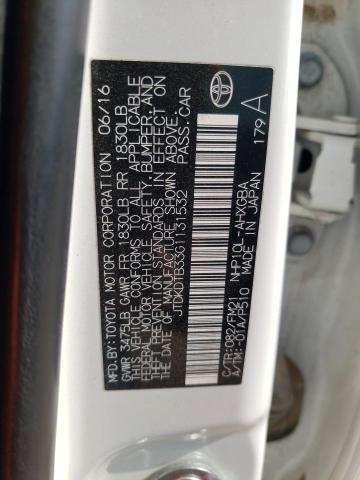 MFD.BY:TOYOTA MOTOR CORPORATION 06/16
GVWR 3475LB GAWR FR 1830LB RR 1830LB
THIS VEHICLE CONFORMS TO ALL APPLICABLE
FEDERAL MOTOR VEHICLE SAFETY, BUMPER, AND
THEFT PREVENTION STANDARDS IN EFFECT ON
THE DATE OF MANUFACTURE SHOWN ABOVE.
JTDKDTB33G1131532 PASS.CAR
C/TR:082/FM21 NHP10L-AHXGBA
A/TM:-01A/P510 MADE IN JAPAN
179 A